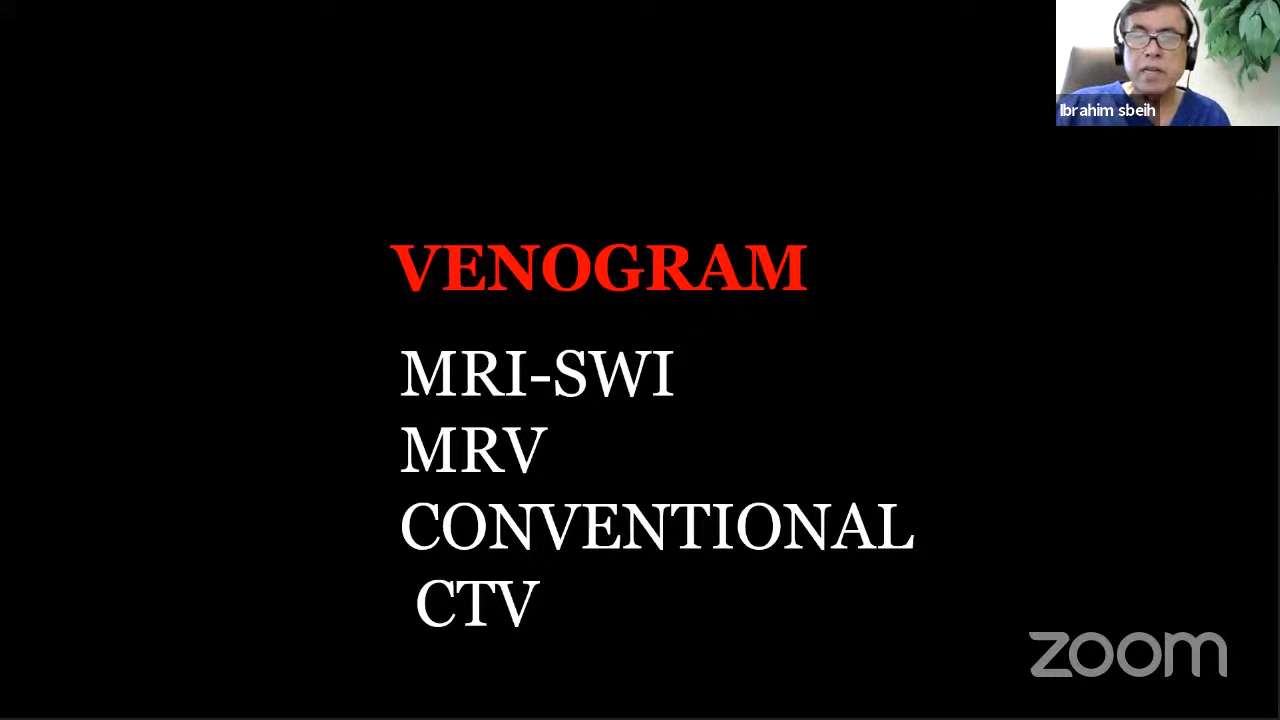 Ibrahim sbeih
VENOGRAM
MRI-SWI
MRV
CONVENTIONAL
CTV
zoom